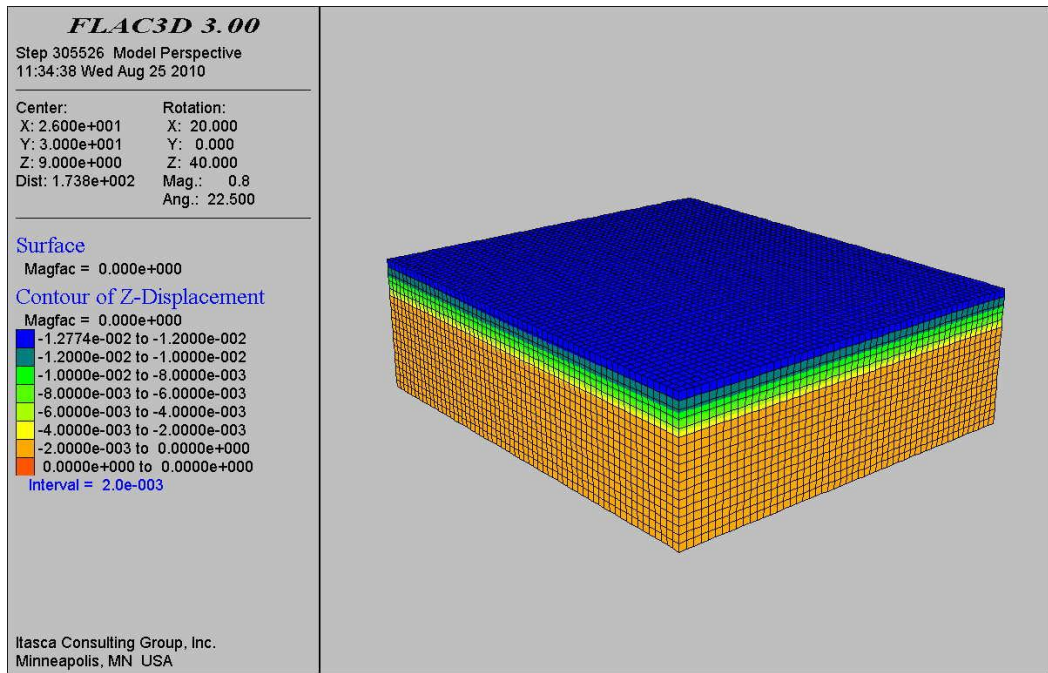 FLAC3D 3.00
Step 305526 Model Perspective
11:34:38 Wed Aug 25 2010
Center: Rotation:
X: 2.600e+001 X: 20.000
Y: 3.000e+001 Y: 0.000
Z: 9.000e+000 Z: 40.000
Dist: 1.738e+002 Mag.: 0.8
Ang.: 22.500
Surface
Magfac = 0.000e+000
Contour of Z-Displacement
Magfac = 0.000e+000
-1.2774e-002 to -1.2000e-002
-1.2000e-002 to -1.0000e-002
-1.0000e-002 to -8.0000e-003
-8.0000e-003 to -6.0000e-003
-6.0000e-003 to -4.0000e-003
-4.0000e-003 to -2.0000e-003
-2.0000e-003 to 0.0000e+000
0.0000e+000 to 0.0000e+000
Interval = 2.0e-003
Itasca Consulting Group, Inc.
Minneapolis, MN USA